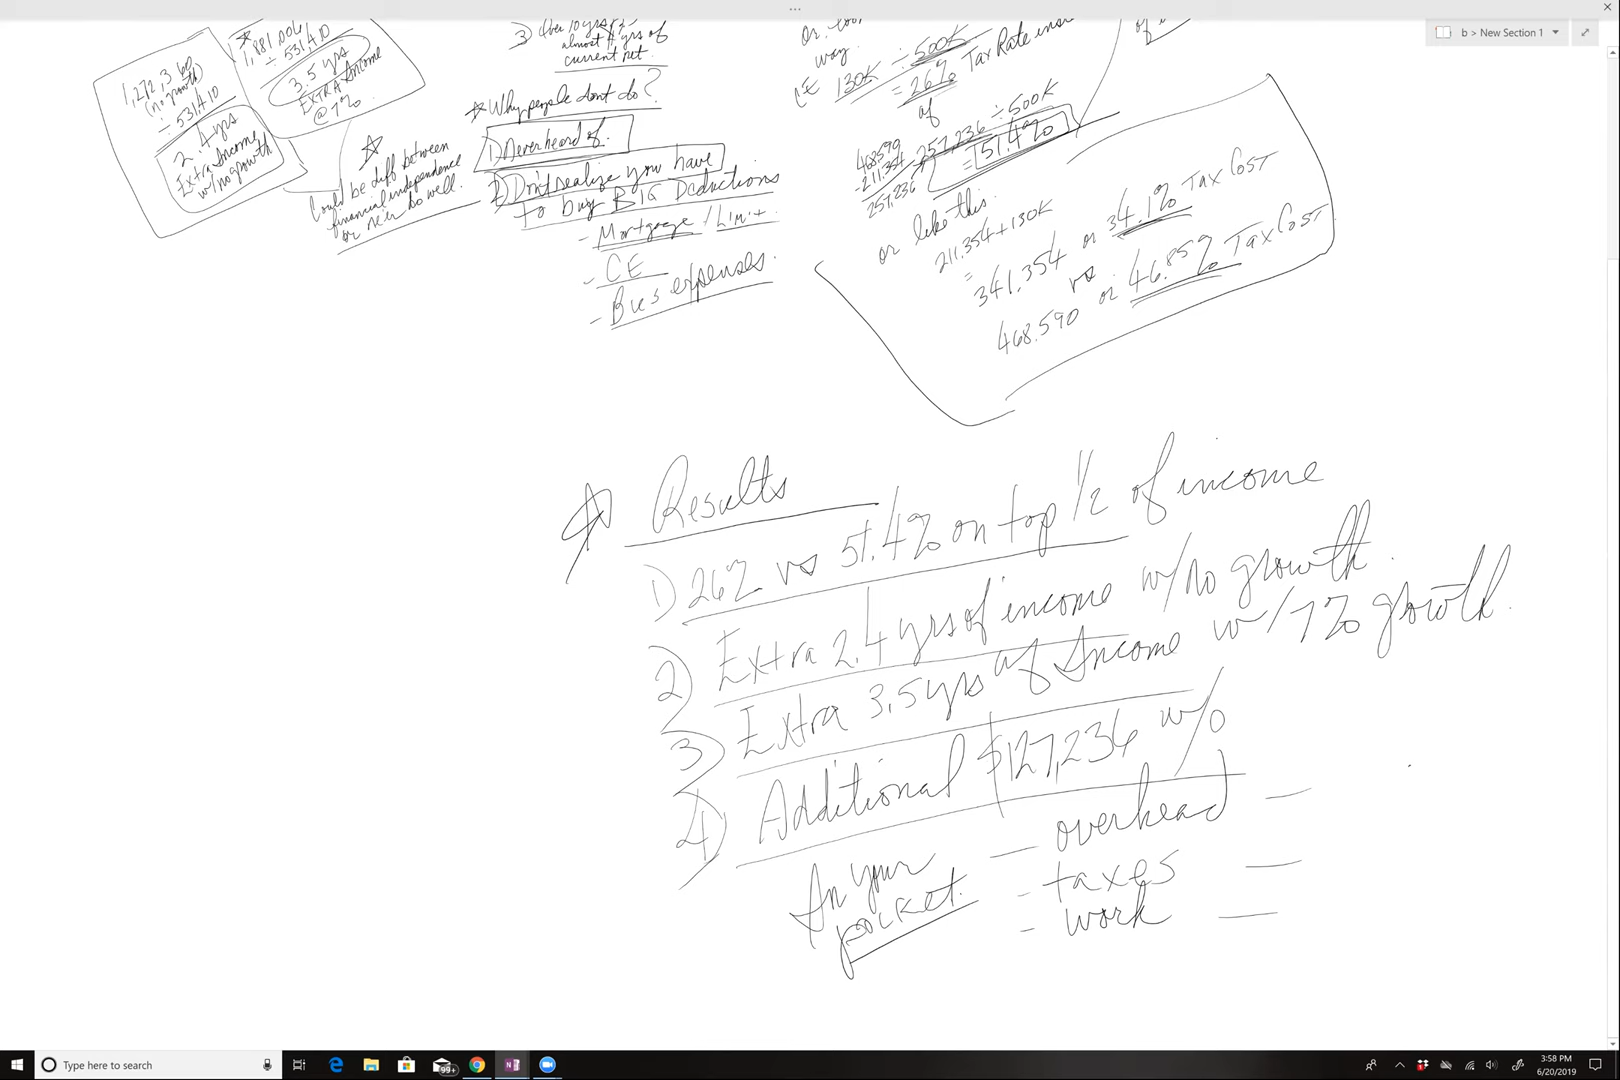 b > New Section 1
1,272,360
(no growth)
÷ 531,410
2.4 yrs
Extra Income
w/no growth
1,881,006
÷ 531,410
3.5 yrs
EXTRA Income
@ 7%
Could be diff between
financial independence
or
do well.
3) Over 10 yrs
almost 4 yrs of
current net.
Why people don't do?
1) Never heard of.
2) Don't realize you have
to buy BIG Deductions
- Mortgage / Limit
- CE
- Bus expenses.
or look
way
130K ÷ 500K
= 26% Tax Rate
of
468590
-211.354
257,236
257,236 ÷ 500K
= 51.4%
or like this.
211.354 + 130K
= 341,354 or 34.1% Tax Cost
vs
468.590 or 46.85% Tax Cost
Results
1) 26% vs 51.4% on top 1/2 of income
2) Extra 2.4 yrs of income w/no growth.
3) Extra 3.5 yrs of Income w/ 7% growth.
4) Additional $127,236 w/o
In your
pocket.
- overhead -
- taxes -
- work -
Type here to search
99+
3:58 PM
6/20/2019